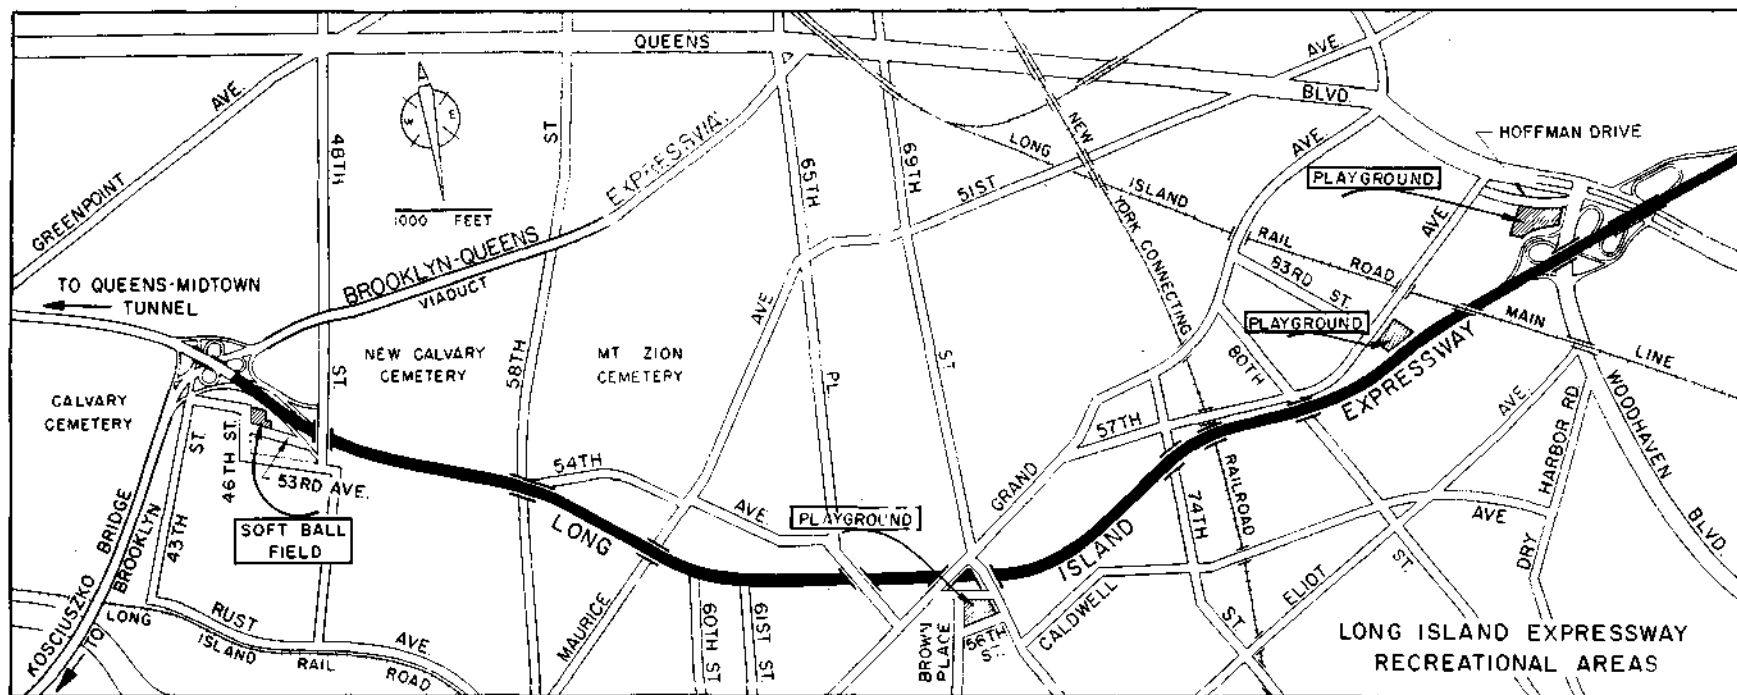 QUEENS
BLVD.
AVE.
HOFFMAN DRIVE
GREENPOINT AVE.
W E
1000 FEET
48TH ST.
58TH ST
BROOKLYN-QUEENS
VIADUCT
65TH PL.
69TH ST.
51ST
AVE.
LONG ISLAND RAIL ROAD MAIN LINE
NEW YORK CONNECTING RAILROAD
PLAYGROUND
AVE.
83RD ST.
PLAYGROUND
80TH ST.
TO QUEENS-MIDTOWN
TUNNEL
NEW CALVARY
CEMETERY
MT ZION
CEMETERY
CALVARY
CEMETERY
MAURICE AVE
54TH AVE.
57TH
GRAND AVE.
74TH ST
LONG ISLAND EXPRESSWAY
WOODHAVEN BLVD.
DRY HARBOR RD
ELIOT AVE.
CALDWELL AVE
46TH ST.
53RD AVE.
43TH ST.
SOFT BALL
FIELD
PLAYGROUND
KOSCIUSZKO BRIDGE
TO BROOKLYN
RUST AVE.
LONG ISLAND RAIL ROAD
60TH ST
61ST ST.
BROWN
PLACE
56TH
ST.
LONG ISLAND EXPRESSWAY
RECREATIONAL AREAS